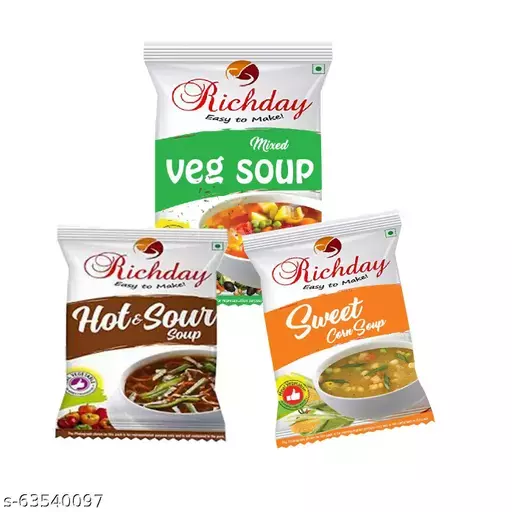 Richday
Easy to Make!
Mixed
veg soup
Richday
Easy to Make!
Hot & Sour
Soup
Richday
Easy to Make!
Sweet
Corn Soup
s-63540097